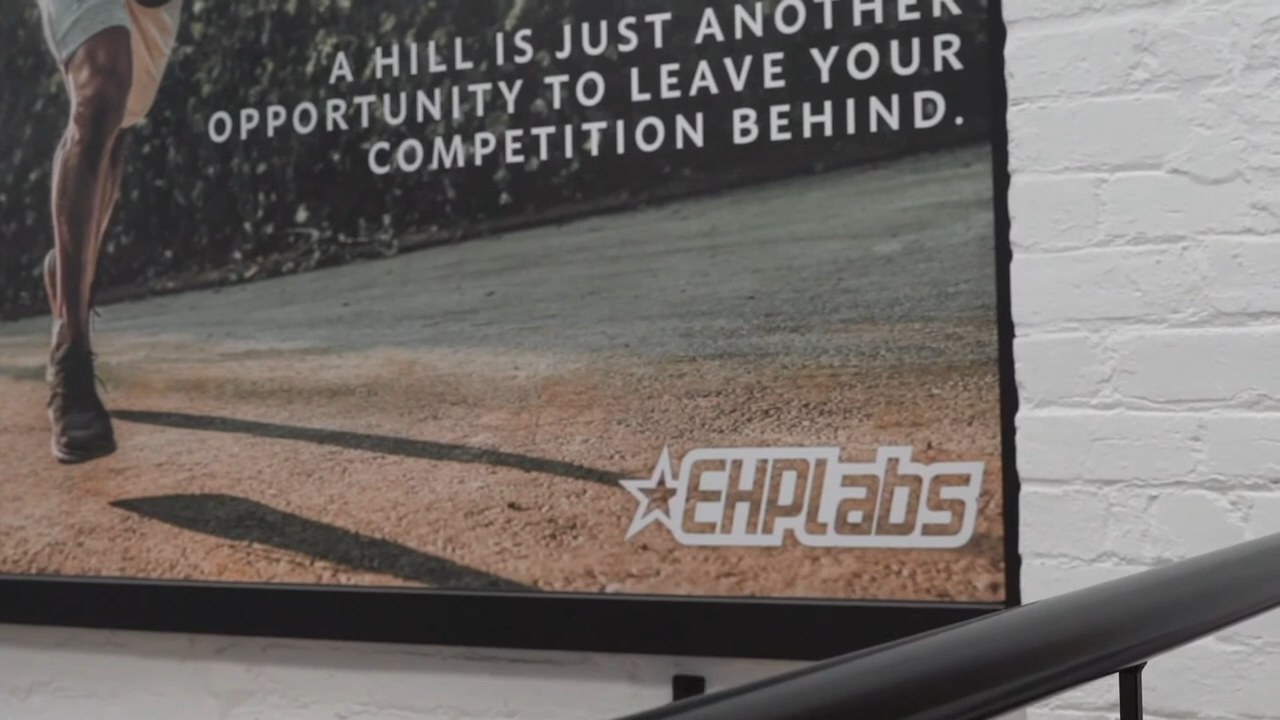 A HILL IS JUST ANOTHER
OPPORTUNITY TO LEAVE YOUR
COMPETITION BEHIND.
EHPlabs